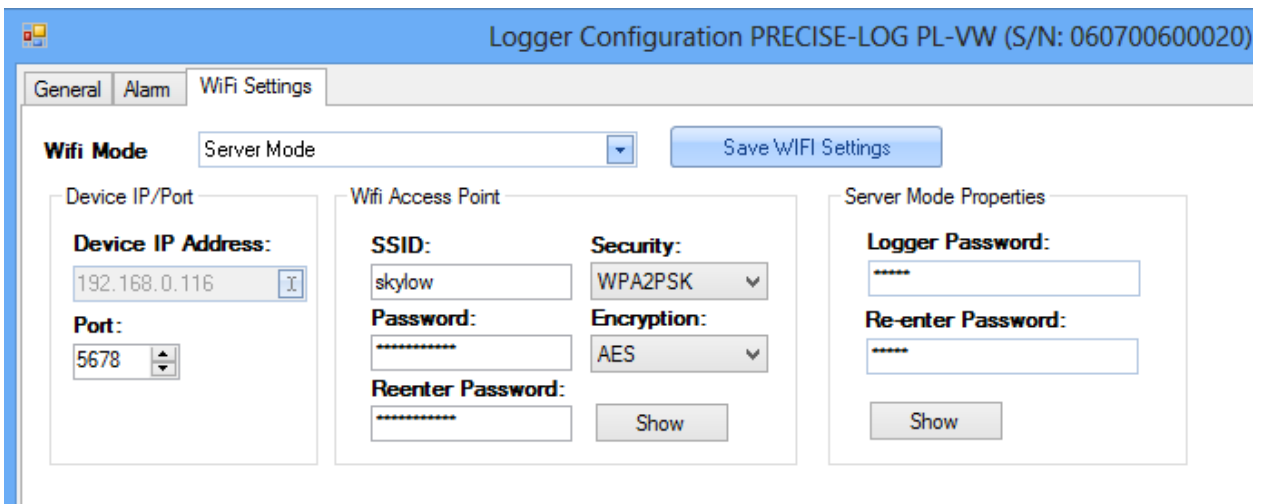 Logger Configuration PRECISE-LOG PL-VW (S/N: 060700600020)
General Alarm WiFi Settings
Wifi Mode Server Mode Save WIFI Settings
Device IP/Port
Device IP Address:
192.168.0.116
Port:
5678
Wifi Access Point
SSID: Security:
skylow WPA2PSK
Password: Encryption:
*********** AES
Reenter Password:
*********** Show
Server Mode Properties
Logger Password:
*****
Re-enter Password:
*****
Show